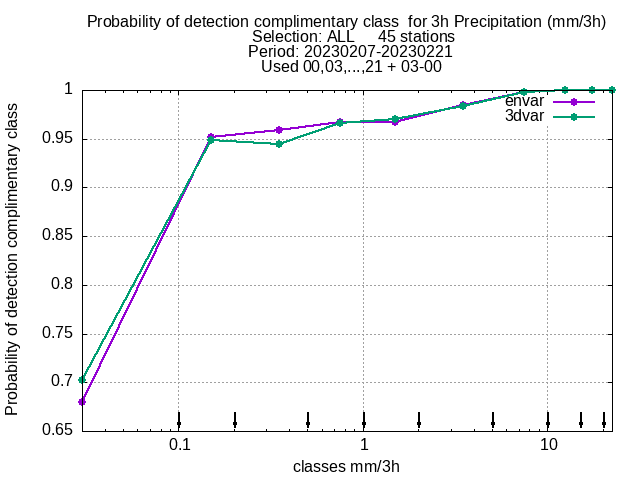 Probability of detection complimentary class  for 3h Precipitation (mm/3h)
Selection: ALL     45 stations
Period: 20230207-20230221
Used 00,03,...,21 + 03-00
envar
3dvar
Probability of detection complimentary class
1
0.95
0.9
0.85
0.8
0.75
0.7
0.65
0.1 1 10
classes mm/3h